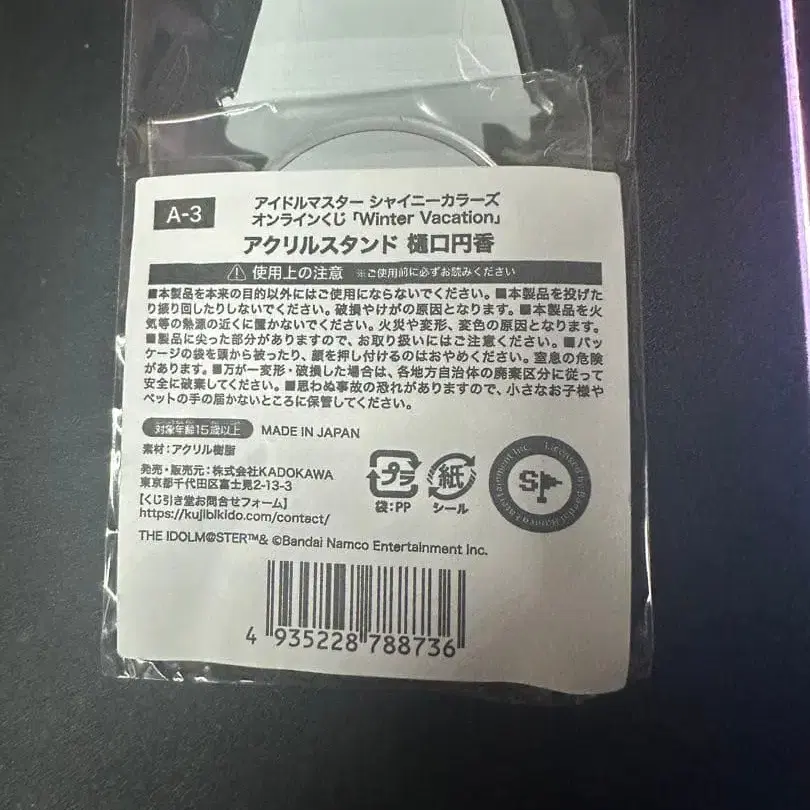 A-3
アイドルマスター シャイニーカラーズ
オンラインくじ「Winter Vacation」
アクリルスタンド 樋口円香
使用上の注意 ※ご使用前に必ずお読みください
■本製品を本来の目的以外にはご使用にならないでください。■本製品を投げた
り振り回したりしないでください。破損やけがの原因となります。■本製品を火
気等の熱源の近くに置かないでください。火災や変形、変色の原因となります。
■製品に尖った部分がありますので、お取り扱いにはご注意ください。■パッ
ケージの袋を頭から被ったり、顔を押し付けるのはおやめください。窒息の危険
があります。■万が一変形・破損した場合は、各地方自治体の廃棄区分に従って
安全に破棄してください。■思わぬ事故の恐れがありますので、小さなお子様や
ペットの手の届かないところに保管してください。
対象年齢15歳以上 MADE IN JAPAN
素材:アクリル樹脂
発売・販売元:株式会社KADOKAWA
東京都千代田区富士見2-13-3
【くじ引き堂お問合せフォーム】
https://kujibikido.com/contact/
プラ
袋:PP
紙
シール
Licensed by Bandai Namco Entertainment Inc.
THE IDOLM@STER™& ©Bandai Namco Entertainment Inc.
4 935228 788736